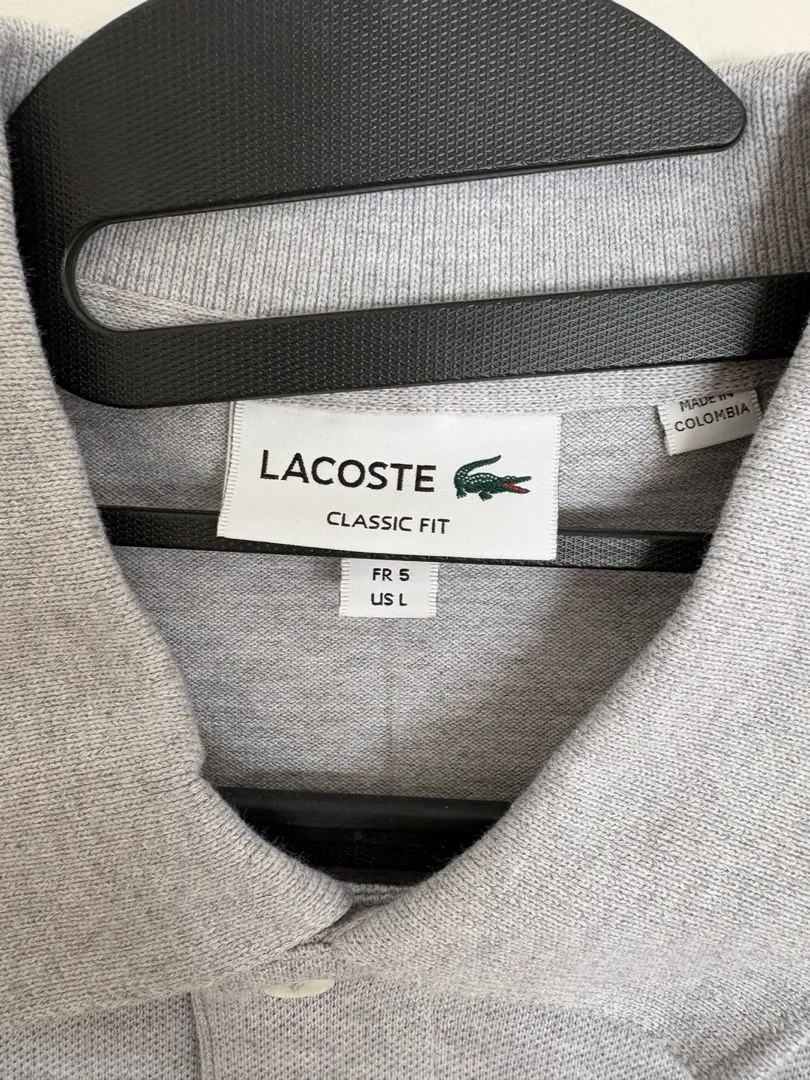 MADE IN
COLOMBIA
LACOSTE
CLASSIC FIT
FR 5
US L